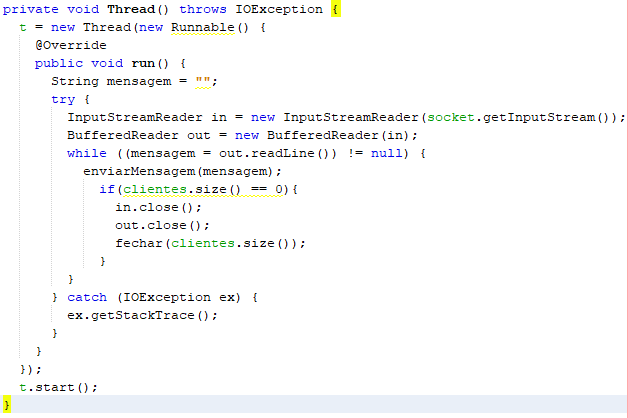 private void Thread() throws IOException {
t = new Thread(new Runnable() {
@Override
public void run() {
String mensagem = "";
try {
InputStreamReader in = new InputStreamReader(socket.getInputStream());
BufferedReader out = new BufferedReader(in);
while ((mensagem = out.readLine()) != null) {
enviarMensagem(mensagem);
if(clientes.size() == 0){
in.close();
out.close();
fechar(clientes.size());
}
}
} catch (IOException ex) {
ex.getStackTrace();
}
}
});
t.start();
}